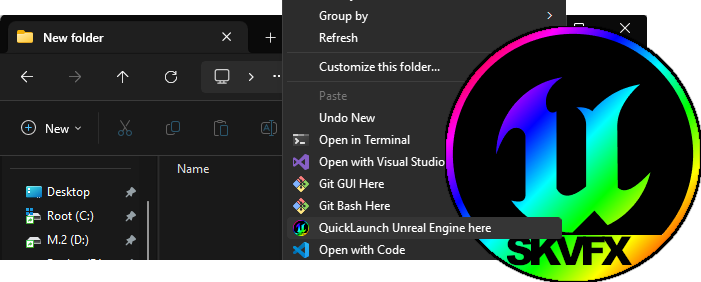 Group by
New folder
Refresh
Customize this folder...
Paste
Undo New
New
Open in Terminal
Name
Open with Visual Studio
Desktop
Git GUI Here
Root (C:)
Git Bash Here
M.2 (D:)
QuickLaunch Unreal Engine here
Open with Code
SKVFX